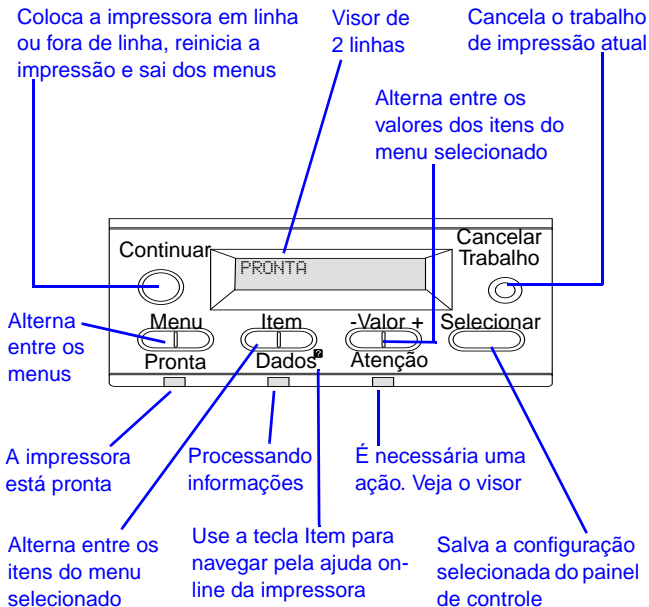 Coloca a impressora em linha
ou fora de linha, reinicia a
impressão e sai dos menus
Visor de
2 linhas
Cancela o trabalho
de impressão atual
Alterna entre os
valores dos itens do
menu selecionado
Continuar
PRONTA
Cancelar
Trabalho
Menu
Item
-Valor +
Selecionar
Pronta
Dados?
Atenção
Alterna
entre os
menus
A impressora
está pronta
Processando
informações
É necessária uma
ação. Veja o visor
Alterna entre os
itens do menu
selecionado
Use a tecla Item para
navegar pela ajuda on-
line da impressora
Salva a configuração
selecionada do painel
de controle